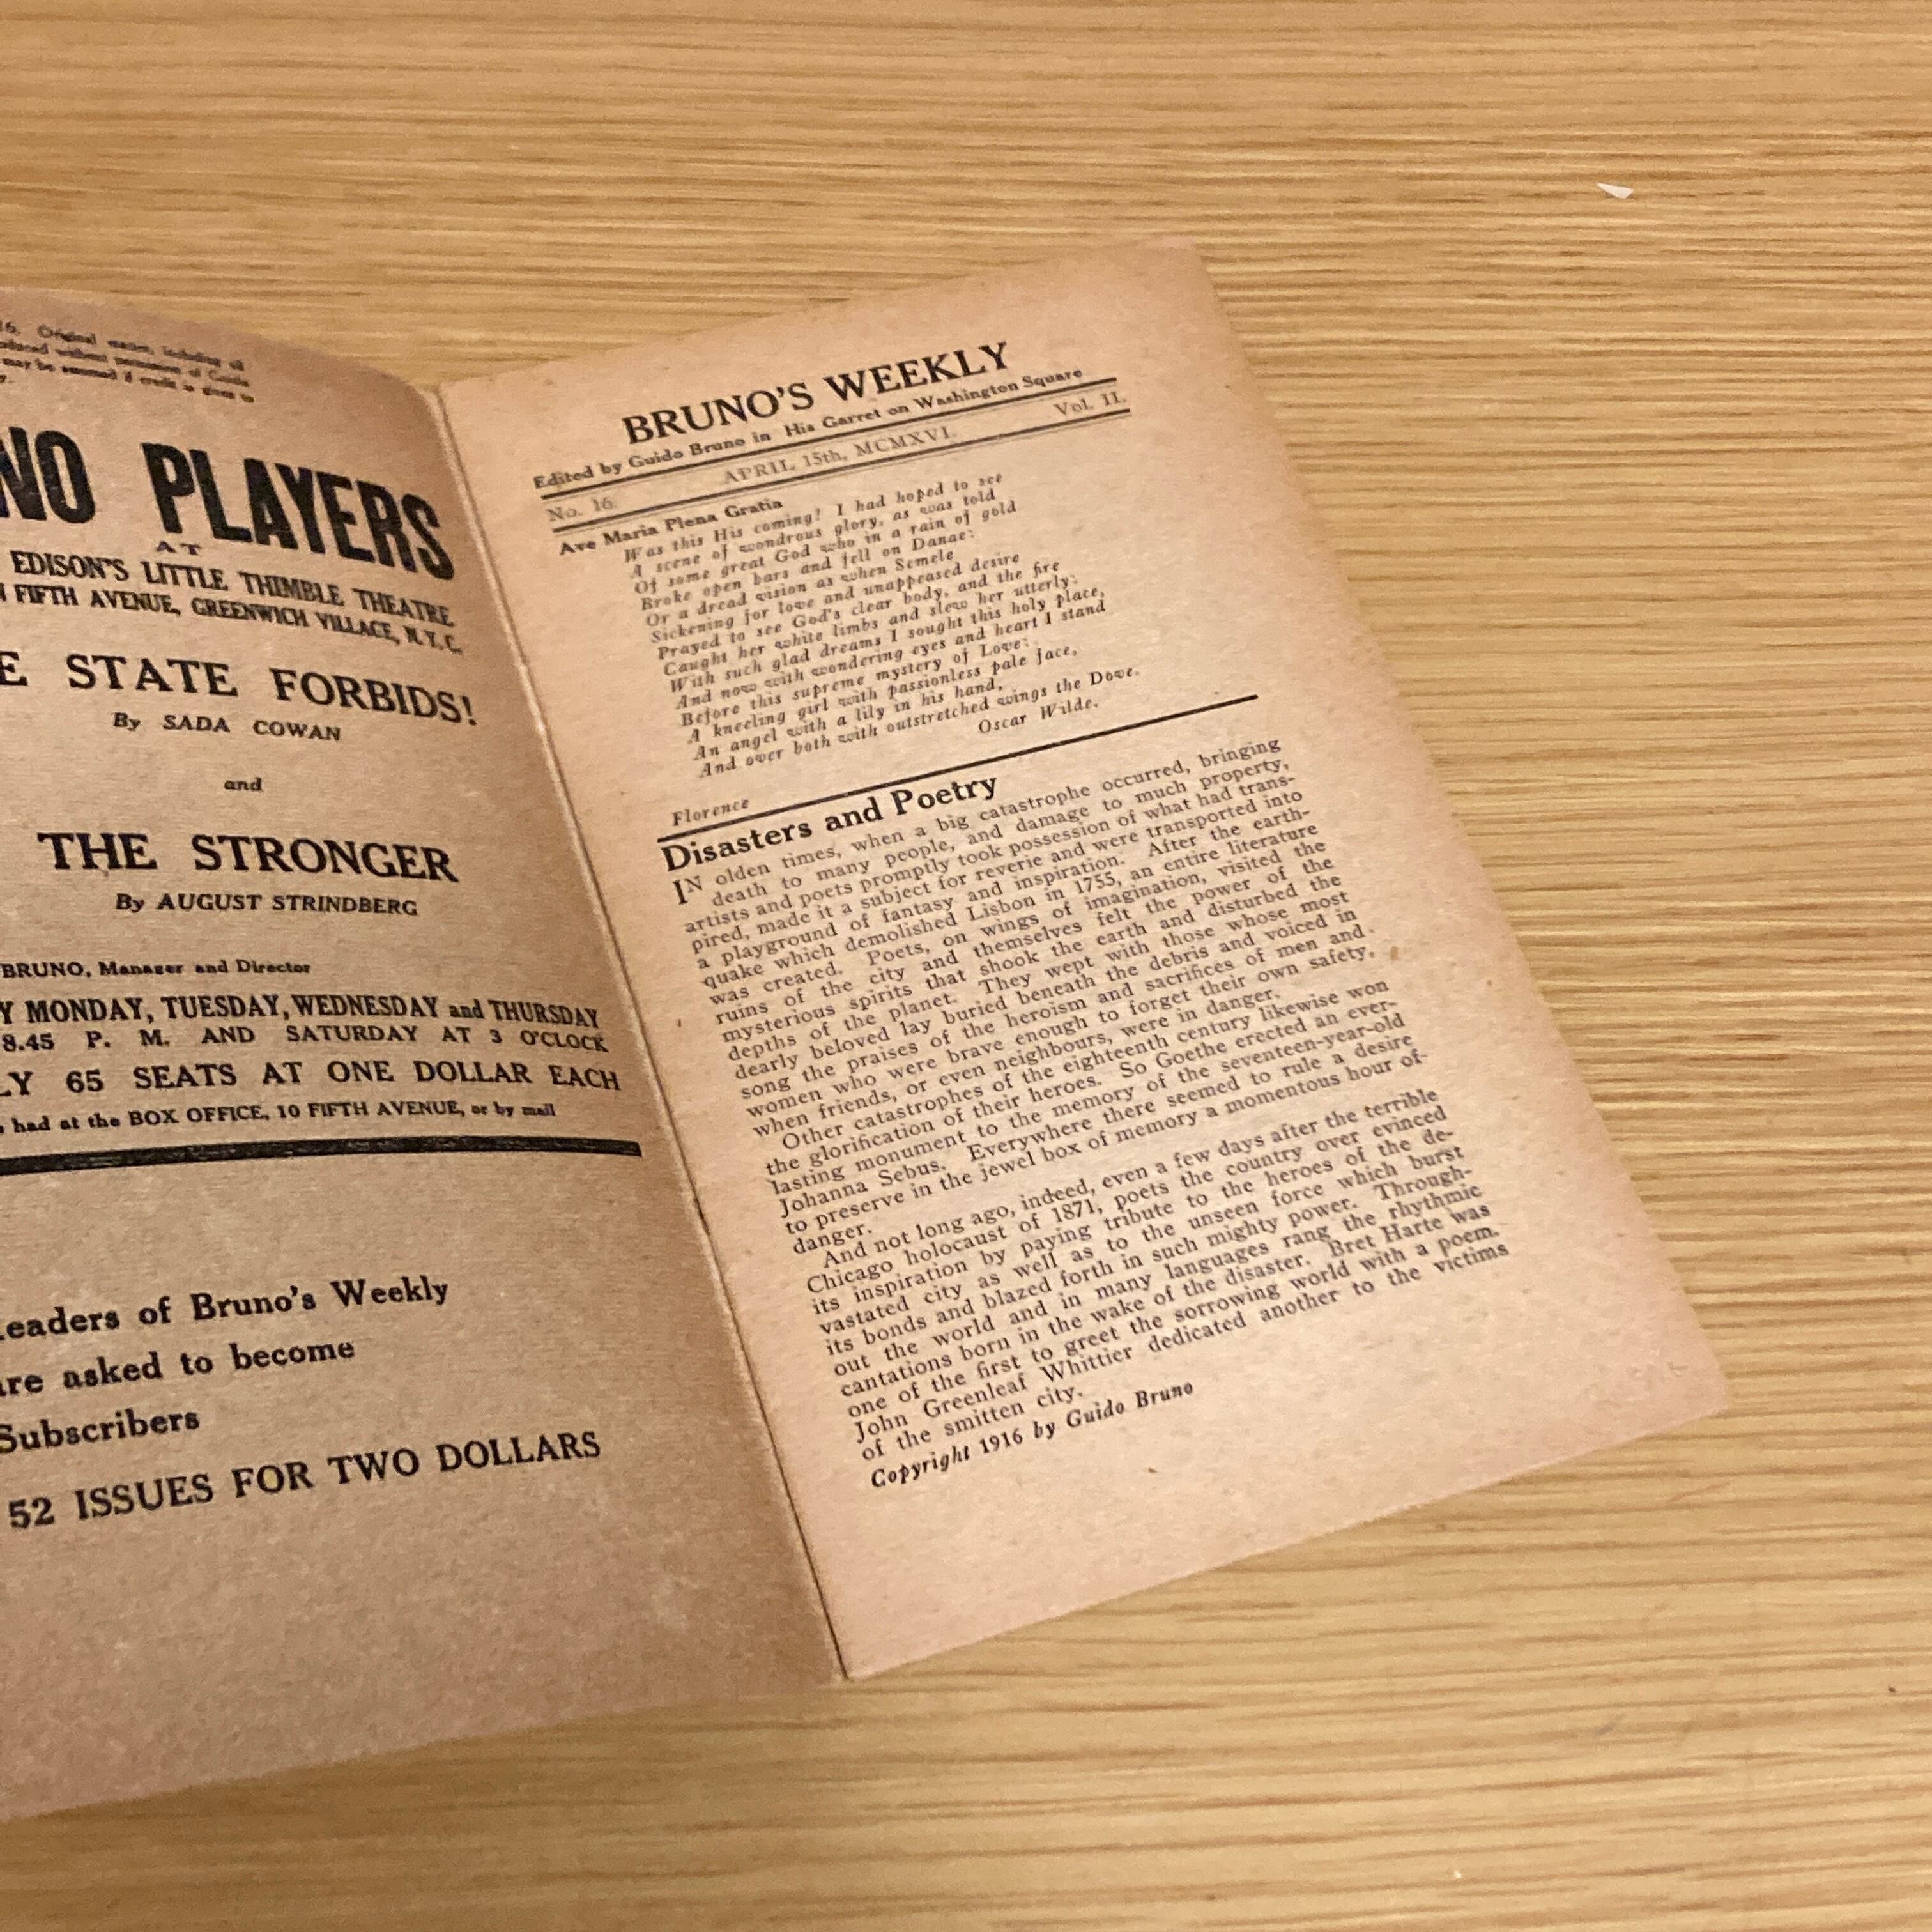 16. Original matter, including all
without permission of Guido
may be assumed if credit is given to
NO PLAYERS
AT
EDISON'S LITTLE THIMBLE THEATRE
FIFTH AVENUE, GREENWICH VILLAGE, N.Y.C.
E STATE FORBIDS!
By SADA COWAN
and
THE STRONGER
By AUGUST STRINDBERG
BRUNO, Manager and Director
Y MONDAY, TUESDAY, WEDNESDAY and THURSDAY
8.45 P. M. AND SATURDAY AT 3 O'CLOCK
LY 65 SEATS AT ONE DOLLAR EACH
had at the BOX OFFICE, 10 FIFTH AVENUE, or by mail
eaders of Bruno's Weekly
are asked to become
Subscribers
52 ISSUES FOR TWO DOLLARS
BRUNO'S WEEKLY
Edited by Guido Bruno in His Garret on Washington Square
No. 16. APRIL 15th, MCMXVI. Vol. II.
Ave Maria Plena Gratia
Was this His coming! I had hoped to see
A scene of wondrous glory, as was told
Of some great God who in a rain of gold
Broke open bars and fell on Danae:
Or a dread vision as when Semele
Sickening for love and unappeased desire
Prayed to see God's clear body, and the fire
Caught her white limbs and slew her utterly:
With such glad dreams I sought this holy place,
And now with wondering eyes and heart I stand
Before this supreme mystery of Love:
A kneeling girl with passionless pale face,
An angel with a lily in his hand,
And over both with outstretched wings the Dove.
Oscar Wilde.
Florence
Disasters and Poetry
IN olden times, when a big catastrophe occurred, bringing
death to many people, and damage to much property,
artists and poets promptly took possession of what had trans-
pired, made it a subject for reverie and were transported into
a playground of fantasy and inspiration. After the earth-
quake which demolished Lisbon in 1755, an entire literature
was created. Poets, on wings of imagination, visited the
ruins of the city and themselves felt the power of the
mysterious spirits that shook the earth and disturbed the
depths of the planet. They wept with those whose most
dearly beloved lay buried beneath the debris and voiced in
song the praises of the heroism and sacrifices of men and
women who were brave enough to forget their own safety,
when friends, or even neighbours, were in danger.
Other catastrophes of the eighteenth century likewise won
the glorification of their heroes. So Goethe erected an ever-
lasting monument to the memory of the seventeen-year-old
Johanna Sebus. Everywhere there seemed to rule a desire
to preserve in the jewel box of memory a momentous hour of
danger.
And not long ago, indeed, even a few days after the terrible
Chicago holocaust of 1871, poets the country over evinced
its inspiration by paying tribute to the heroes of the de-
vastated city as well as to the unseen force which burst
its bonds and blazed forth in such mighty power. Through-
out the world and in many languages rang the rhythmic
cantations born in the wake of the disaster. Bret Harte was
one of the first to greet the sorrowing world with a poem.
John Greenleaf Whittier dedicated another to the victims
of the smitten city.
Copyright 1916 by Guido Bruno